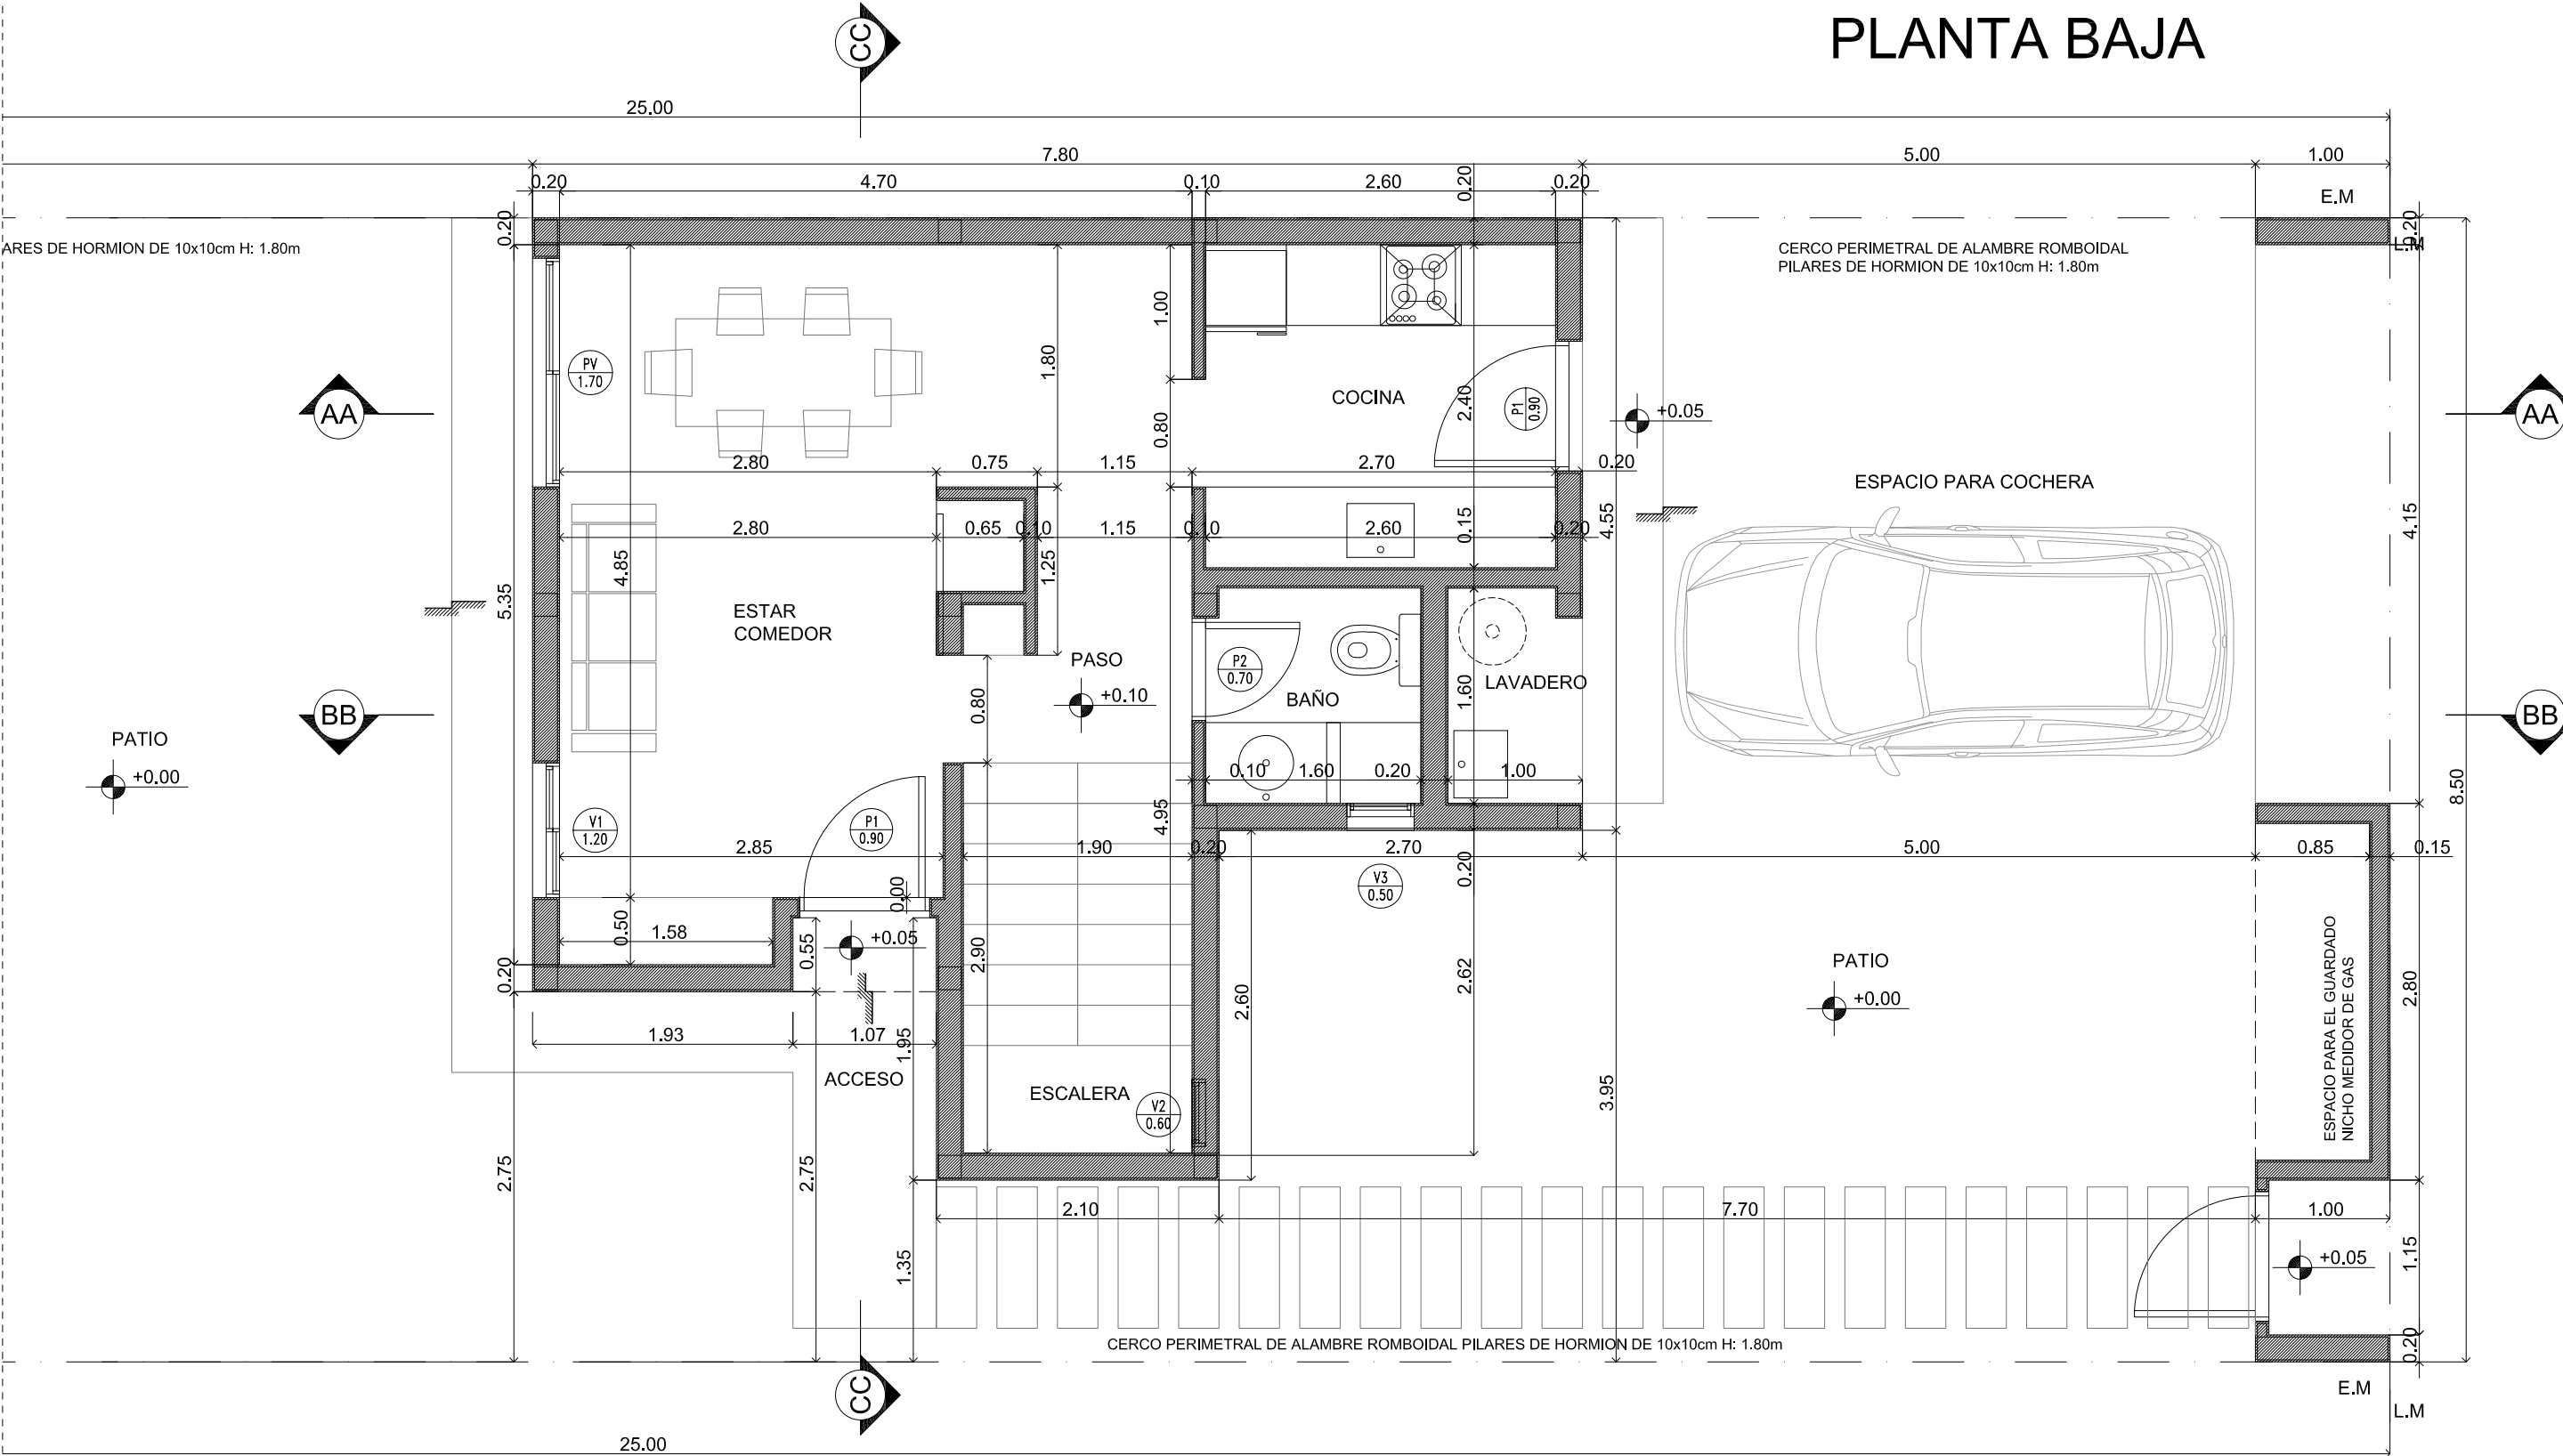 PLANTA BAJA
CC
25.00
7.80
5.00
1.00
0.20
4.70
0.10
2.60
0.20
0.20
E.M
0.20
0.20
L.M
ARES DE HORMION DE 10x10cm H: 1.80m
CERCO PERIMETRAL DE ALAMBRE ROMBOIDAL
PILARES DE HORMION DE 10x10cm H: 1.80m
1.00
1.80
PV
1.70
COCINA
2.40
P1
0.90
+0.05
AA
AA
0.80
2.80
0.75
1.15
2.70
0.20
ESPACIO PARA COCHERA
2.80
0.65
0.10
1.15
0.10
2.60
0.20
0.15
4.55
4.15
4.85
1.25
5.35
ESTAR
COMEDOR
PASO
+0.10
P2
0.70
BAÑO
1.60
LAVADERO
0.80
BB
BB
PATIO
+0.00
0.10
1.60
0.20
1.00
8.50
V1
1.20
P1
0.90
4.95
2.85
1.90
0.20
2.70
0.20
5.00
0.85
0.15
V3
0.50
0.00
0.50
1.58
0.55
+0.05
2.90
2.62
2.60
0.20
PATIO
+0.00
ESPACIO PARA EL GUARDADO
NICHO MEDIDOR DE GAS
2.80
1.93
1.07
1.95
ACCESO
ESCALERA
V2
0.60
3.95
2.75
2.75
2.10
7.70
1.00
1.35
+0.05
1.15
0.20
CERCO PERIMETRAL DE ALAMBRE ROMBOIDAL PILARES DE HORMION DE 10x10cm H: 1.80m
CC
E.M
L.M
25.00